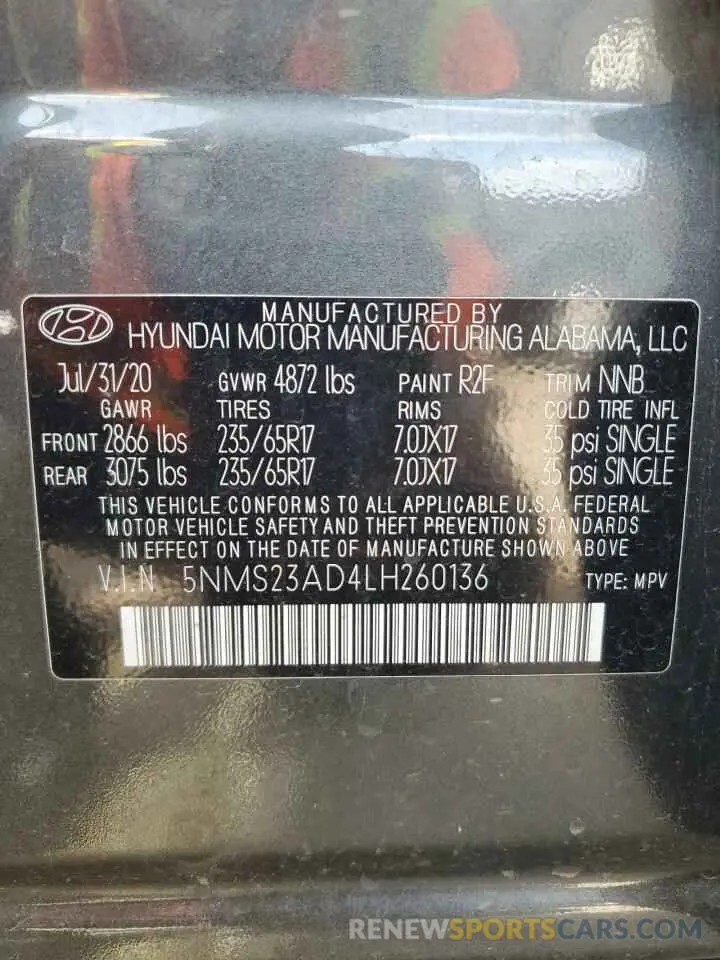 MANUFACTURED BY
HYUNDAI MOTOR MANUFACTURING ALABAMA, LLC
Jul/31/20 GVWR 4872 lbs PAINT R2F TRIM NNB
GAWR TIRES RIMS COLD TIRE INFL
FRONT 2866 lbs 235/65R17 7.0JX17 35 psi SINGLE
REAR 3075 lbs 235/65R17 7.0JX17 35 psi SINGLE
THIS VEHICLE CONFORMS TO ALL APPLICABLE U.S.A. FEDERAL
MOTOR VEHICLE SAFETY AND THEFT PREVENTION STANDARDS
IN EFFECT ON THE DATE OF MANUFACTURE SHOWN ABOVE
V.I.N 5NMS23AD4LH260136 TYPE: MPV
RENEWSPORTSCARS.COM